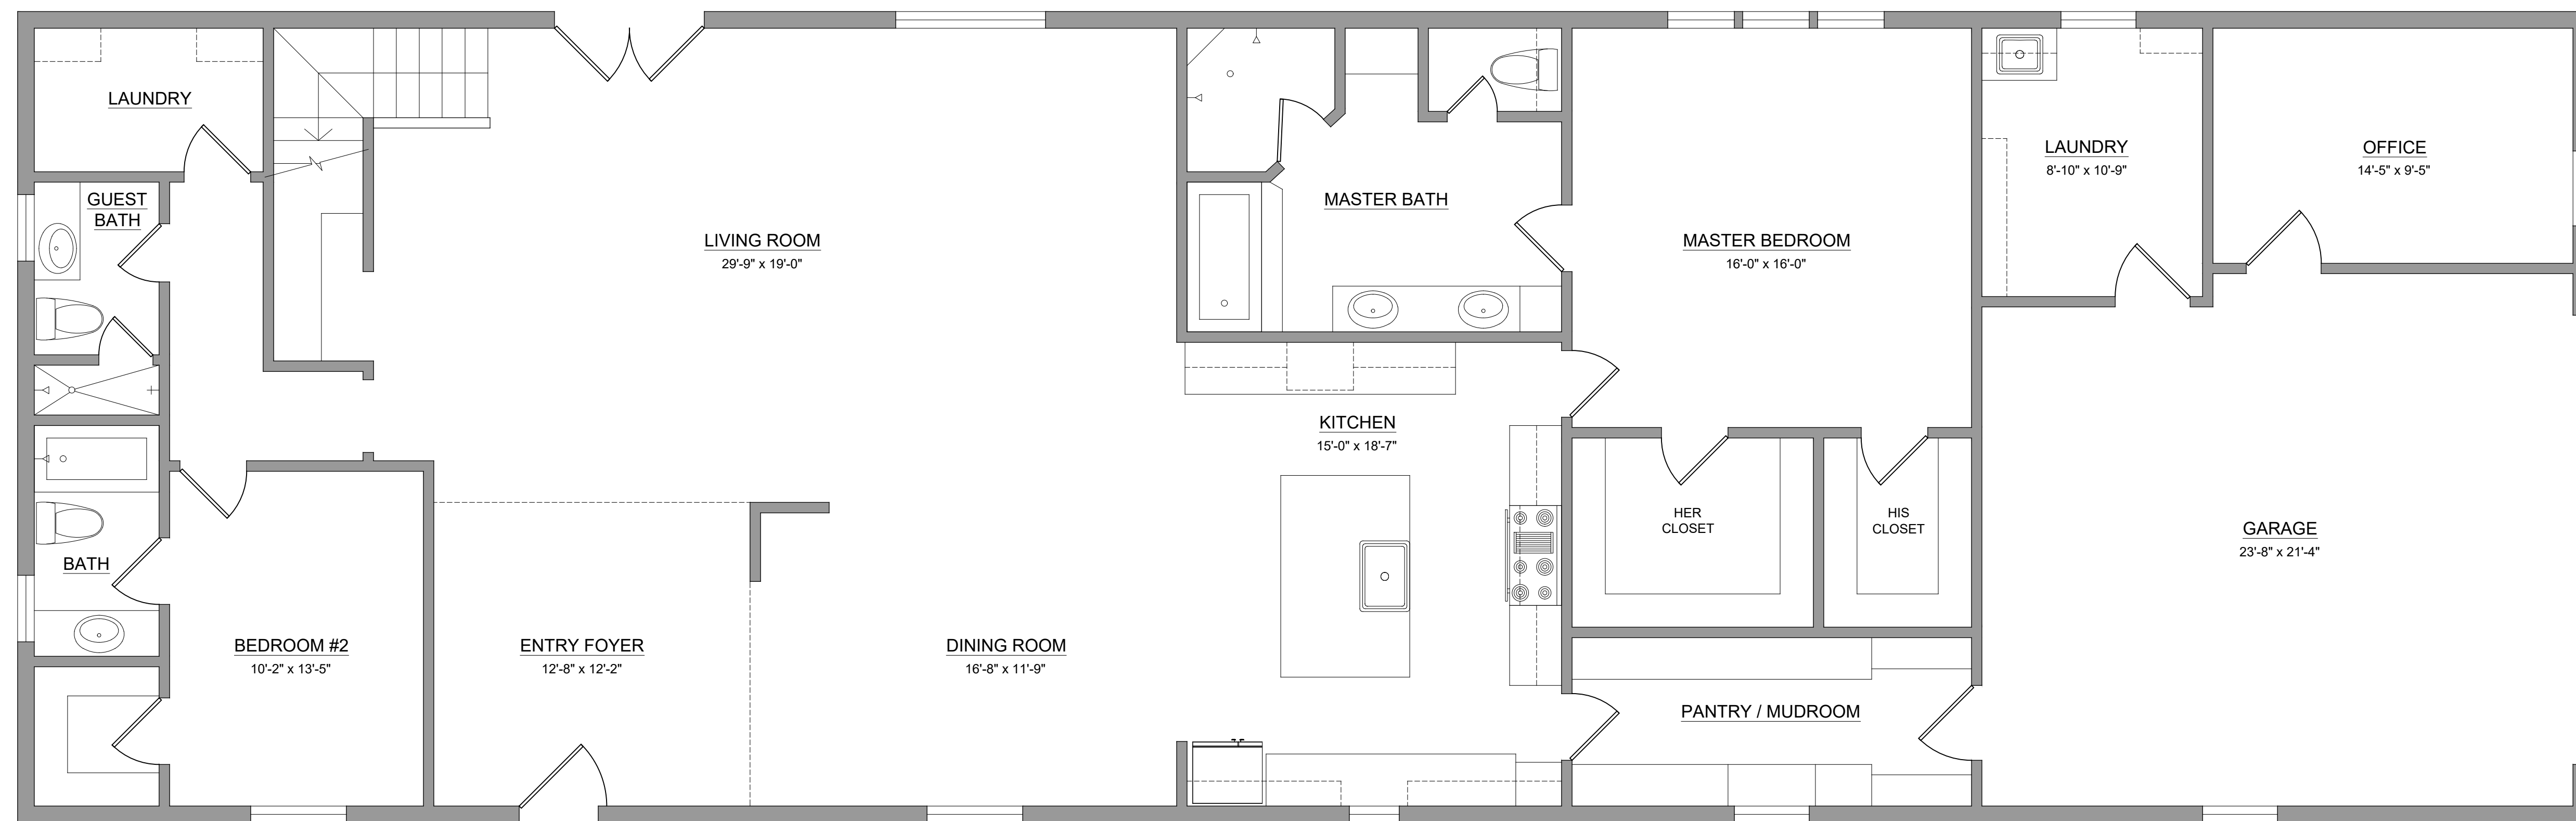 LAUNDRY
GUEST
BATH
BATH
BEDROOM #2
10'-2" x 13'-5"
LIVING ROOM
29'-9" x 19'-0"
ENTRY FOYER
12'-8" x 12'-2"
DINING ROOM
16'-8" x 11'-9"
MASTER BATH
KITCHEN
15'-0" x 18'-7"
MASTER BEDROOM
16'-0" x 16'-0"
HER
CLOSET
HIS
CLOSET
PANTRY / MUDROOM
LAUNDRY
8'-10" x 10'-9"
OFFICE
14'-5" x 9'-5"
GARAGE
23'-8" x 21'-4"